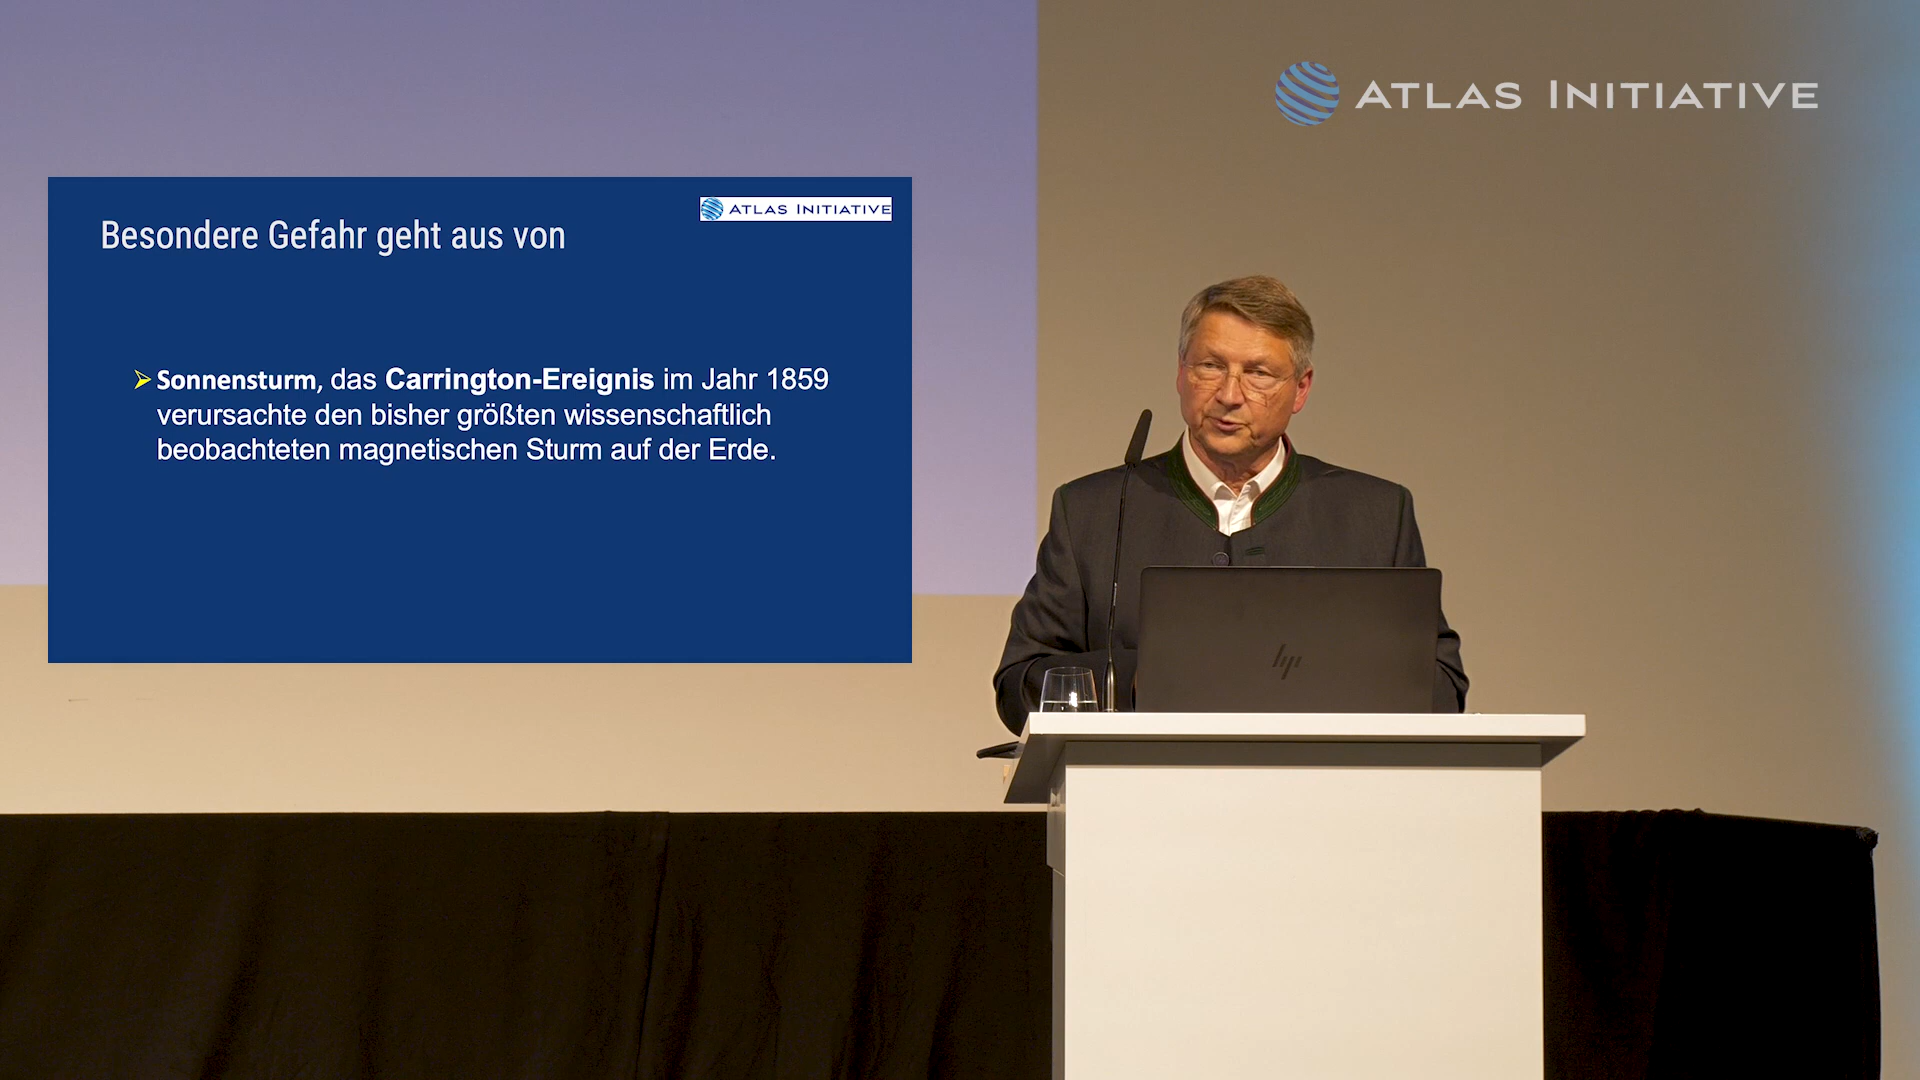 ATLAS INITIATIVE
ATLAS INITIATIVE
Besondere Gefahr geht aus von
➢ Sonnensturm, das Carrington-Ereignis im Jahr 1859
verursachte den bisher größten wissenschaftlich
beobachteten magnetischen Sturm auf der Erde.
hp